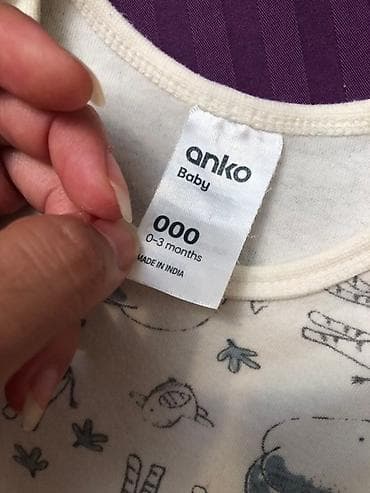 anko
Baby
000
0-3 months
MADE IN INDIA